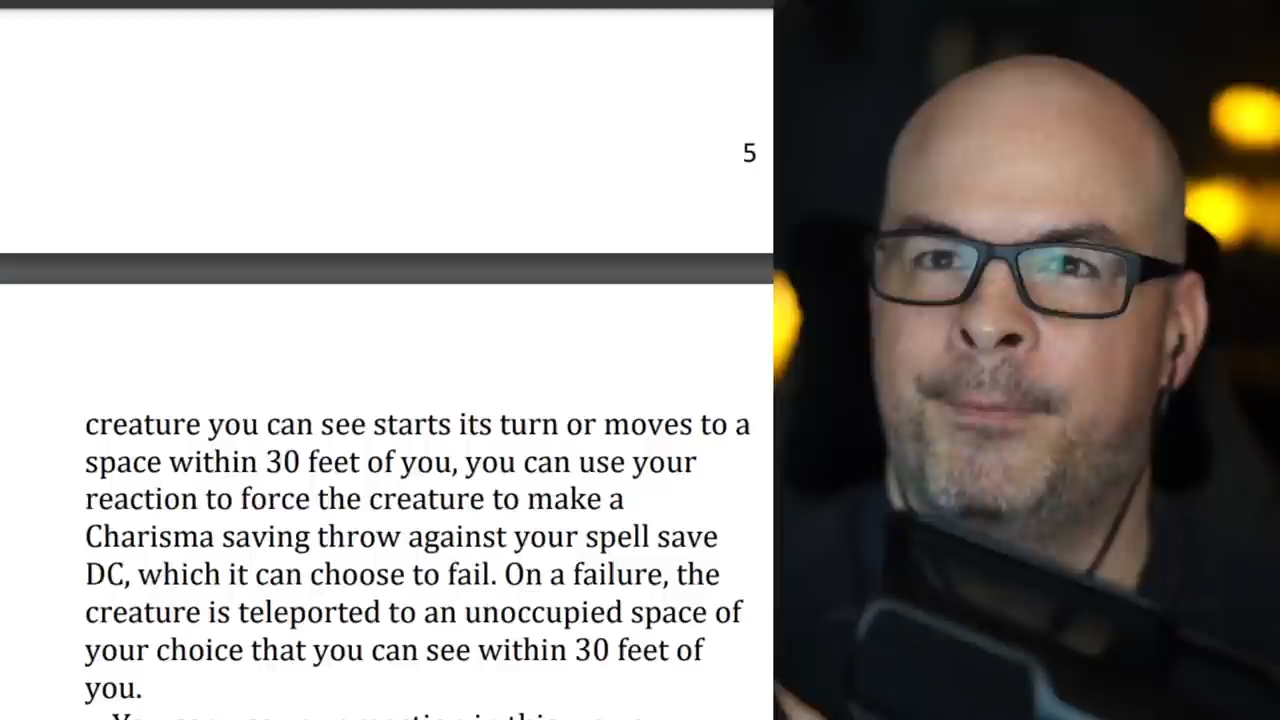 5
creature you can see starts its turn or moves to a
space within 30 feet of you, you can use your
reaction to force the creature to make a
Charisma saving throw against your spell save
DC, which it can choose to fail. On a failure, the
creature is teleported to an unoccupied space of
your choice that you can see within 30 feet of
you.